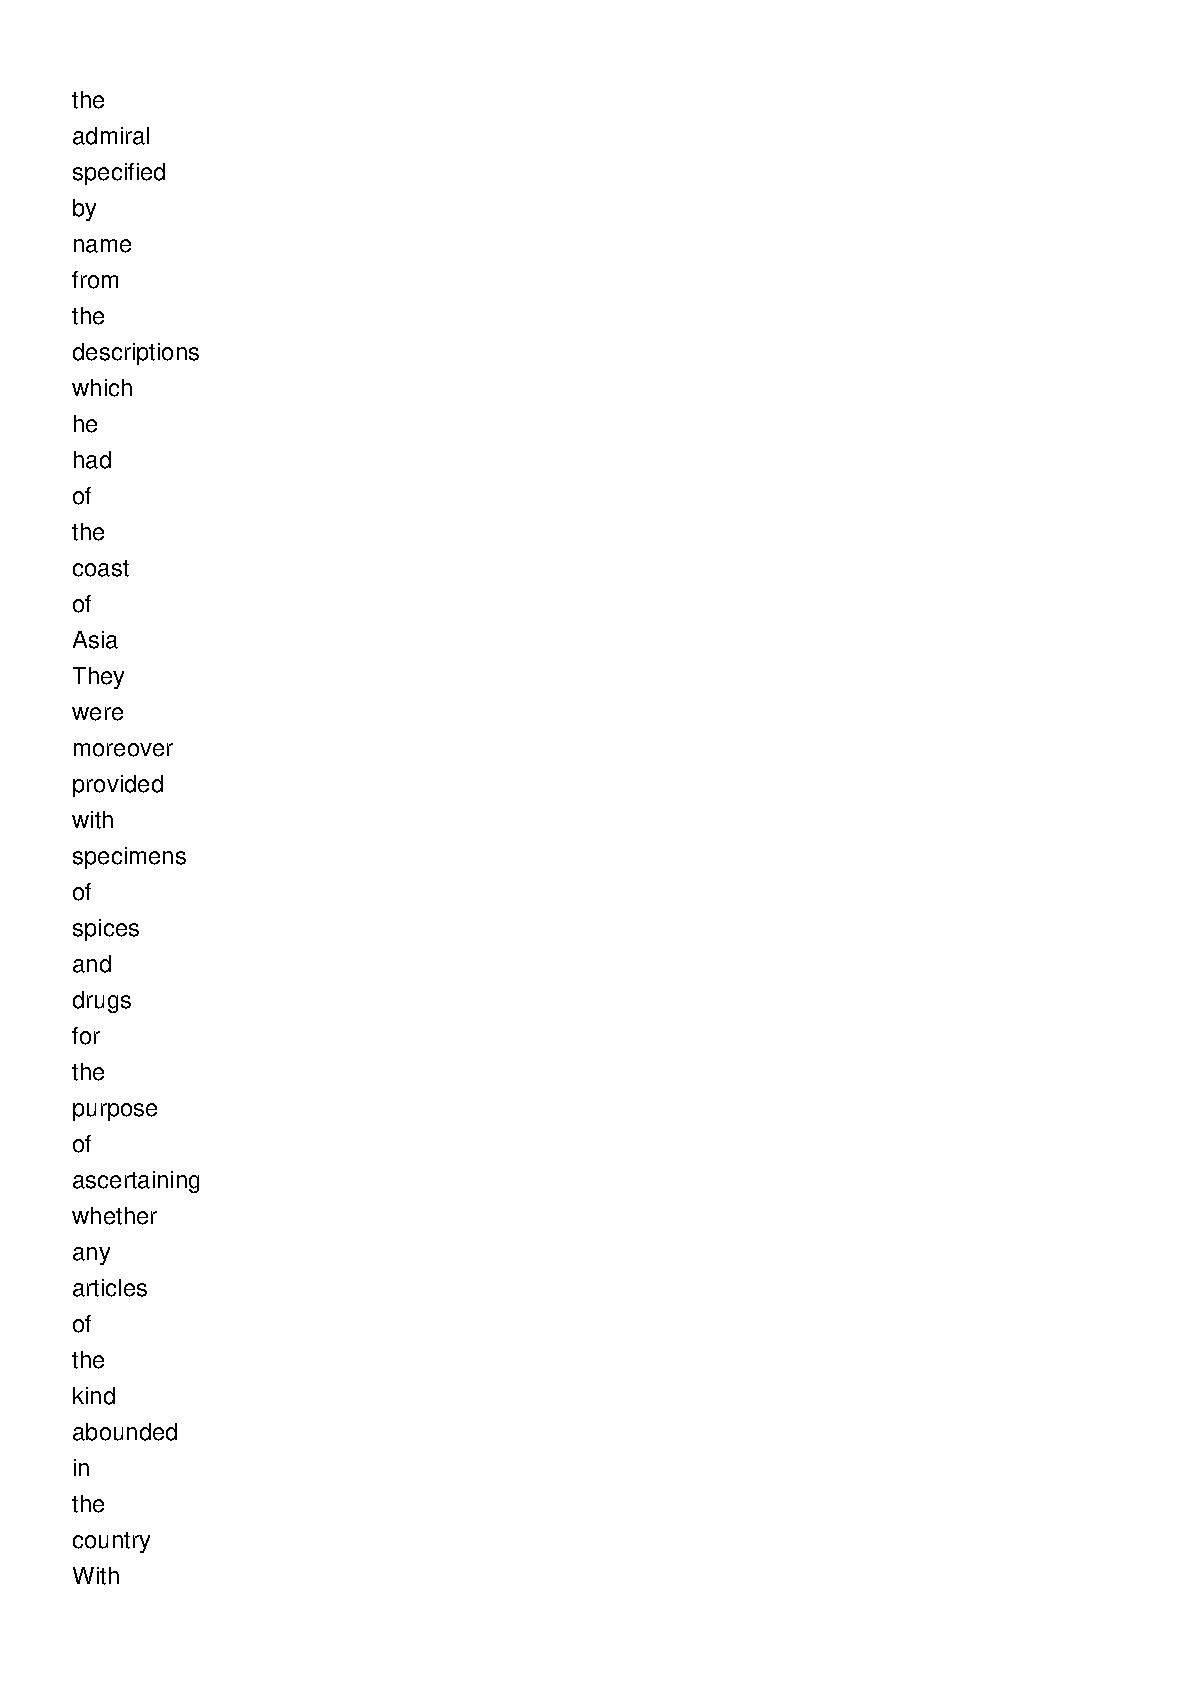 the
admiral
specified
by
name
from
the
descriptions
which
he
had
of
the
coast
of
Asia
They
were
moreover
provided
with
specimens
of
spices
and
drugs
for
the
purpose
of
ascertaining
whether
any
articles
of
the
kind
abounded
in
the
country
With